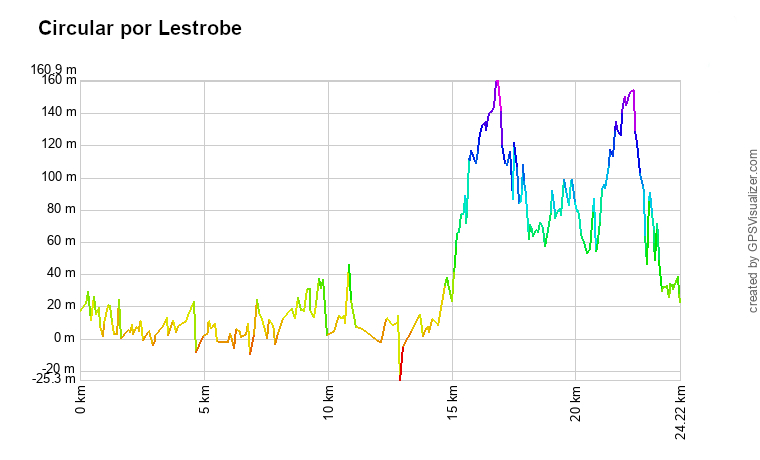 Circular por Lestrobe
160.9 m
160 m
140 m
120 m
100 m
80 m
60 m
40 m
20 m
0 m
-20 m
-25.3 m
0 km
5 km
10 km
15 km
20 km
24.22 km
created by GPSVisualizer.com